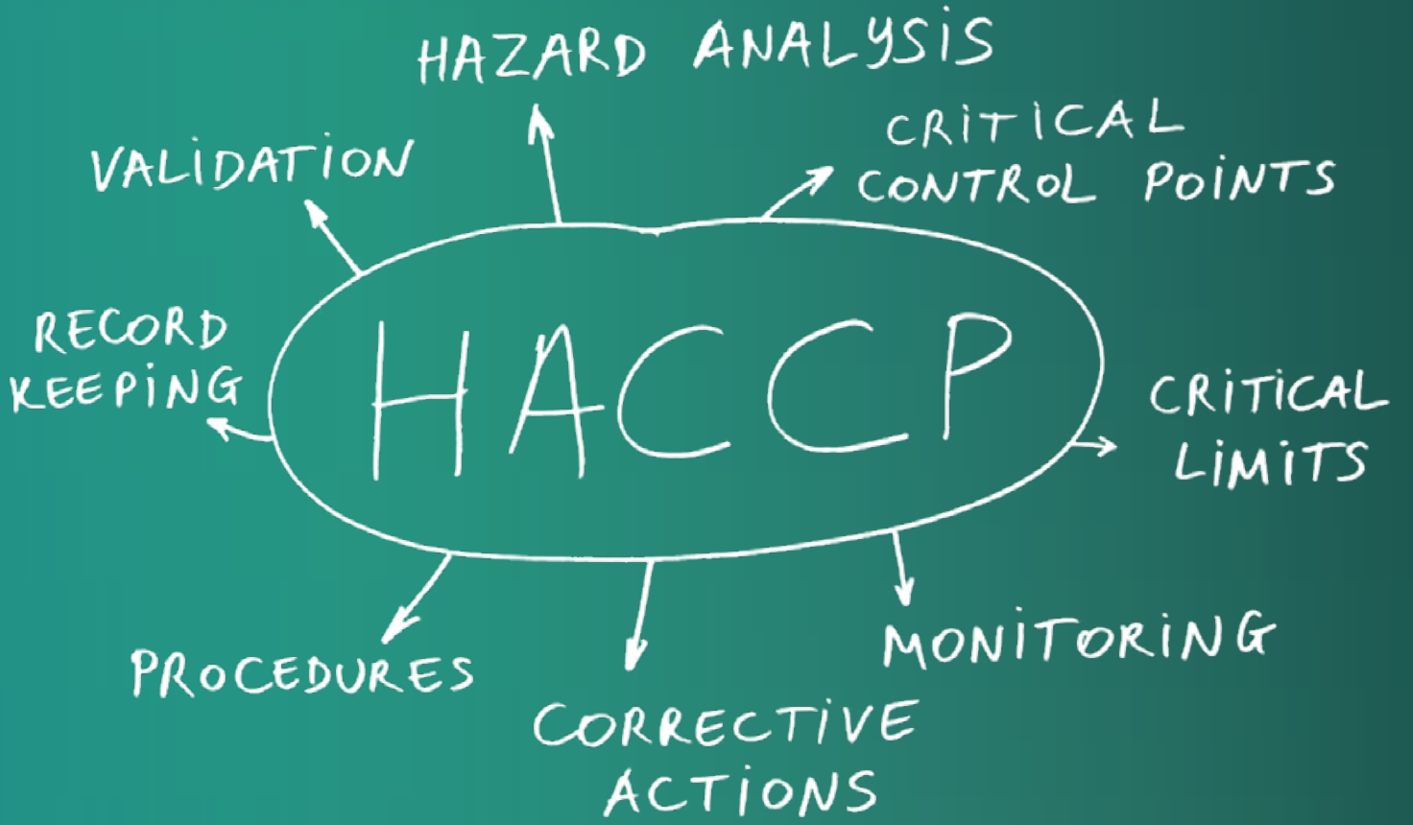 HAZARD ANALYSIS
CRITICAL
CONTROL POINTS
VALIDATION
RECORD
KEEPING
HACCP
CRITICAL
LIMITS
MONITORING
PROCEDURES
CORRECTIVE
ACTIONS